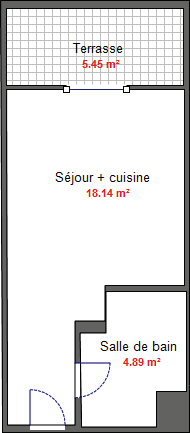 Terrasse
5.45 m²
Séjour + cuisine
18.14 m²
Salle de bain
4.89 m²